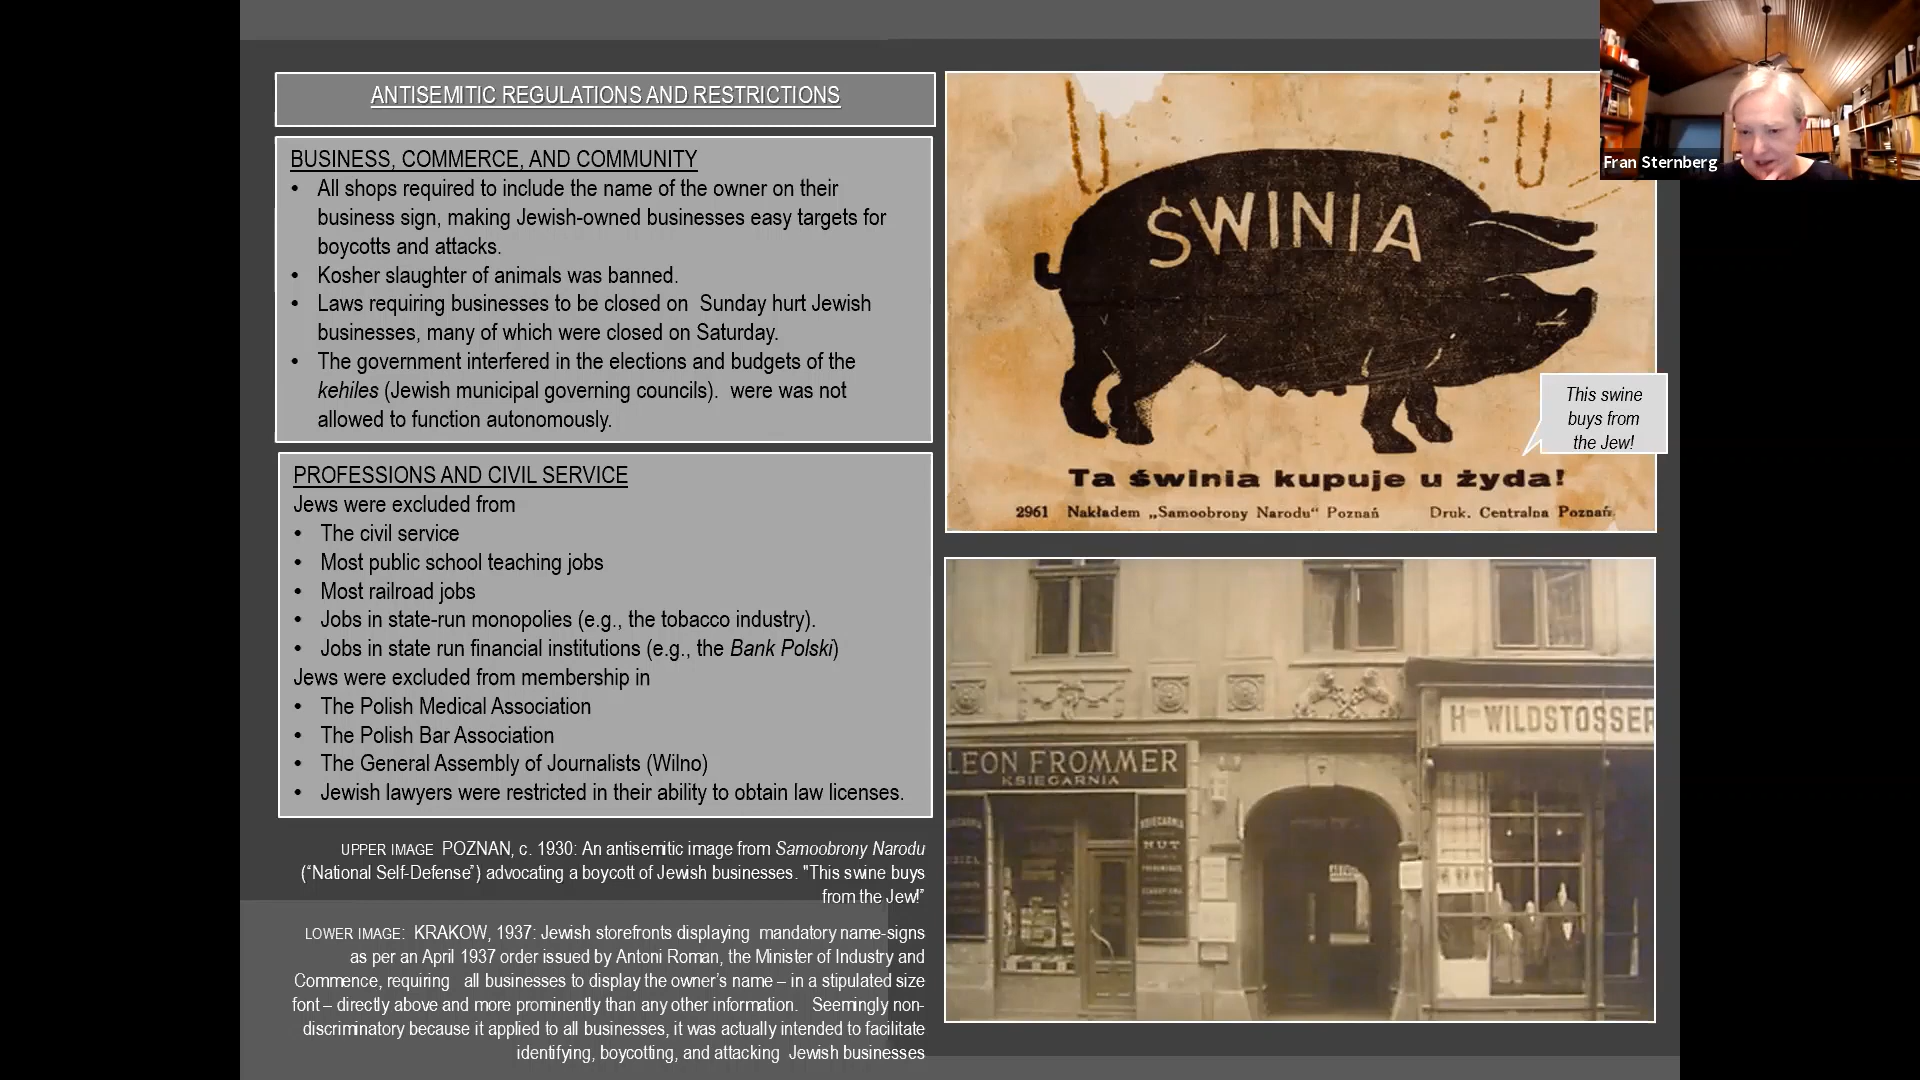 ANTISEMITIC REGULATIONS AND RESTRICTIONS
BUSINESS, COMMERCE, AND COMMUNITY
• All shops required to include the name of the owner on their
business sign, making Jewish-owned businesses easy targets for
boycotts and attacks.
• Kosher slaughter of animals was banned.
• Laws requiring businesses to be closed on Sunday hurt Jewish
businesses, many of which were closed on Saturday.
• The government interfered in the elections and budgets of the
kehiles (Jewish municipal governing councils). were was not
allowed to function autonomously.
PROFESSIONS AND CIVIL SERVICE
Jews were excluded from
• The civil service
• Most public school teaching jobs
• Most railroad jobs
• Jobs in state-run monopolies (e.g., the tobacco industry).
• Jobs in state run financial institutions (e.g., the Bank Polski)
Jews were excluded from membership in
• The Polish Medical Association
• The Polish Bar Association
• The General Assembly of Journalists (Wilno)
• Jewish lawyers were restricted in their ability to obtain law licenses.
UPPER IMAGE POZNAN, c. 1930: An antisemitic image from Samoobrony Narodu
("National Self-Defense") advocating a boycott of Jewish businesses. "This swine buys
from the Jew!"
LOWER IMAGE: KRAKOW, 1937: Jewish storefronts displaying mandatory name-signs
as per an April 1937 order issued by Antoni Roman, the Minister of Industry and
Commence, requiring all businesses to display the owner's name – in a stipulated size
font – directly above and more prominently than any other information. Seemingly non-
discriminatory because it applied to all businesses, it was actually intended to facilitate
identifying, boycotting, and attacking Jewish businesses
ŚWINIA
This swine
buys from
the Jew!
Ta świnia kupuje u żyda!
2961 Nakładem „Samoobrony Narodu" Poznań Druk. Centralna Poznań.
LEON FROMMER
KSIEGARNIA
KSIEGARNIA
NUT
H WILDSTOSSER
Fran Sternberg